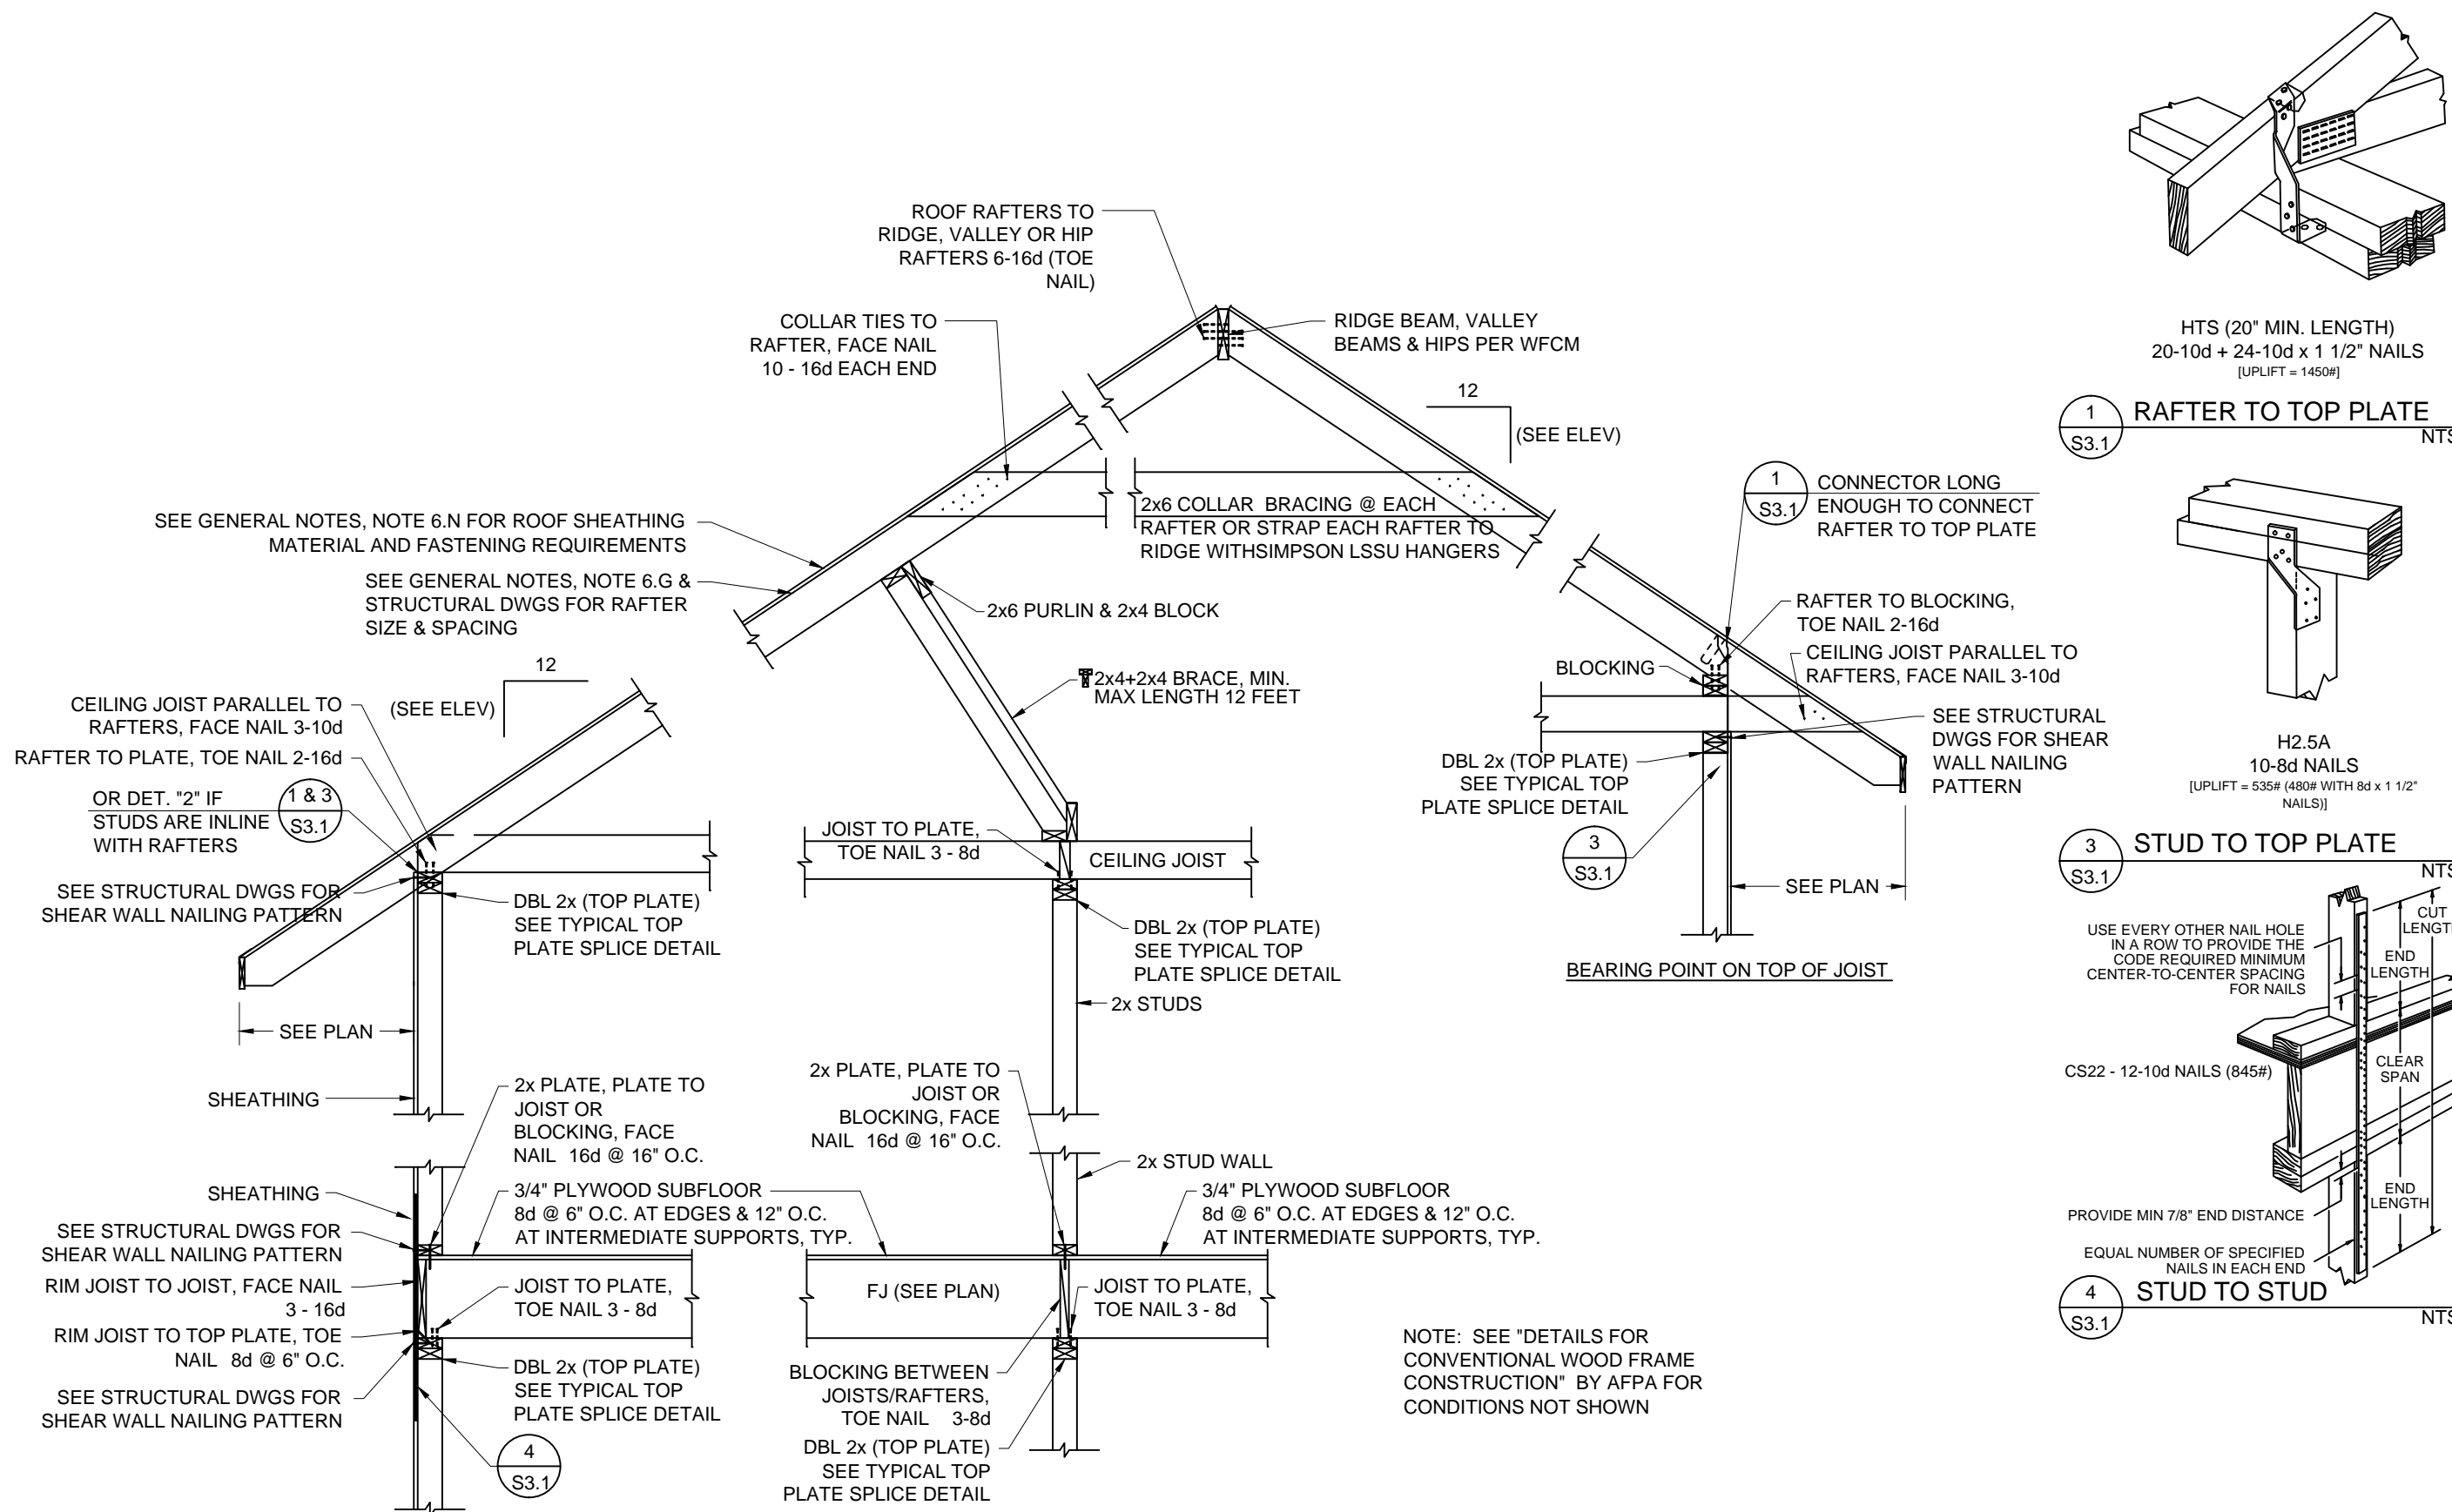 ROOF RAFTERS TO
RIDGE, VALLEY OR HIP
RAFTERS 6-16d (TOE
NAIL)
COLLAR TIES TO
RAFTER, FACE NAIL
10 - 16d EACH END
RIDGE BEAM, VALLEY
BEAMS & HIPS PER WFCM
12
(SEE ELEV)
SEE GENERAL NOTES, NOTE 6.N FOR ROOF SHEATHING
MATERIAL AND FASTENING REQUIREMENTS
SEE GENERAL NOTES, NOTE 6.G &
STRUCTURAL DWGS FOR RAFTER
SIZE & SPACING
2x6 COLLAR BRACING @ EACH
RAFTER OR STRAP EACH RAFTER TO
RIDGE WITHSIMPSON LSSU HANGERS
2x6 PURLIN & 2x4 BLOCK
2x4+2x4 BRACE, MIN.
MAX LENGTH 12 FEET
12
(SEE ELEV)
CEILING JOIST PARALLEL TO
RAFTERS, FACE NAIL 3-10d
RAFTER TO PLATE, TOE NAIL 2-16d
OR DET. "2" IF
STUDS ARE INLINE
WITH RAFTERS
1 & 3
S3.1
SEE STRUCTURAL DWGS FOR
SHEAR WALL NAILING PATTERN
DBL 2x (TOP PLATE)
SEE TYPICAL TOP
PLATE SPLICE DETAIL
SEE PLAN
SHEATHING
2x PLATE, PLATE TO
JOIST OR
BLOCKING, FACE
NAIL 16d @ 16" O.C.
SHEATHING
SEE STRUCTURAL DWGS FOR
SHEAR WALL NAILING PATTERN
RIM JOIST TO JOIST, FACE NAIL
3 - 16d
RIM JOIST TO TOP PLATE, TOE
NAIL 8d @ 6" O.C.
SEE STRUCTURAL DWGS FOR
SHEAR WALL NAILING PATTERN
3/4" PLYWOOD SUBFLOOR
8d @ 6" O.C. AT EDGES & 12" O.C.
AT INTERMEDIATE SUPPORTS, TYP.
JOIST TO PLATE,
TOE NAIL 3 - 8d
DBL 2x (TOP PLATE)
SEE TYPICAL TOP
PLATE SPLICE DETAIL
4
S3.1
JOIST TO PLATE,
TOE NAIL 3 - 8d
CEILING JOIST
DBL 2x (TOP PLATE)
SEE TYPICAL TOP
PLATE SPLICE DETAIL
2x STUDS
2x PLATE, PLATE TO
JOIST OR
BLOCKING, FACE
NAIL 16d @ 16" O.C.
2x STUD WALL
3/4" PLYWOOD SUBFLOOR
8d @ 6" O.C. AT EDGES & 12" O.C.
AT INTERMEDIATE SUPPORTS, TYP.
FJ (SEE PLAN)
JOIST TO PLATE,
TOE NAIL 3 - 8d
BLOCKING BETWEEN
JOISTS/RAFTERS,
TOE NAIL 3-8d
DBL 2x (TOP PLATE)
SEE TYPICAL TOP
PLATE SPLICE DETAIL
1
S3.1
CONNECTOR LONG
ENOUGH TO CONNECT
RAFTER TO TOP PLATE
RAFTER TO BLOCKING,
TOE NAIL 2-16d
BLOCKING
CEILING JOIST PARALLEL TO
RAFTERS, FACE NAIL 3-10d
SEE STRUCTURAL
DWGS FOR SHEAR
WALL NAILING
PATTERN
DBL 2x (TOP PLATE)
SEE TYPICAL TOP
PLATE SPLICE DETAIL
3
S3.1
SEE PLAN
BEARING POINT ON TOP OF JOIST
NOTE: SEE "DETAILS FOR
CONVENTIONAL WOOD FRAME
CONSTRUCTION" BY AFPA FOR
CONDITIONS NOT SHOWN
HTS (20" MIN. LENGTH)
20-10d + 24-10d x 1 1/2" NAILS
[UPLIFT = 1450#]
1
S3.1
RAFTER TO TOP PLATE
NTS
H2.5A
10-8d NAILS
[UPLIFT = 535# (480# WITH 8d x 1 1/2"
NAILS)]
3
S3.1
STUD TO TOP PLATE
NTS
USE EVERY OTHER NAIL HOLE
IN A ROW TO PROVIDE THE
CODE REQUIRED MINIMUM
CENTER-TO-CENTER SPACING
FOR NAILS
CUT
LENGTH
END
LENGTH
CS22 - 12-10d NAILS (845#)
CLEAR
SPAN
END
LENGTH
PROVIDE MIN 7/8" END DISTANCE
EQUAL NUMBER OF SPECIFIED
NAILS IN EACH END
4
S3.1
STUD TO STUD
NTS